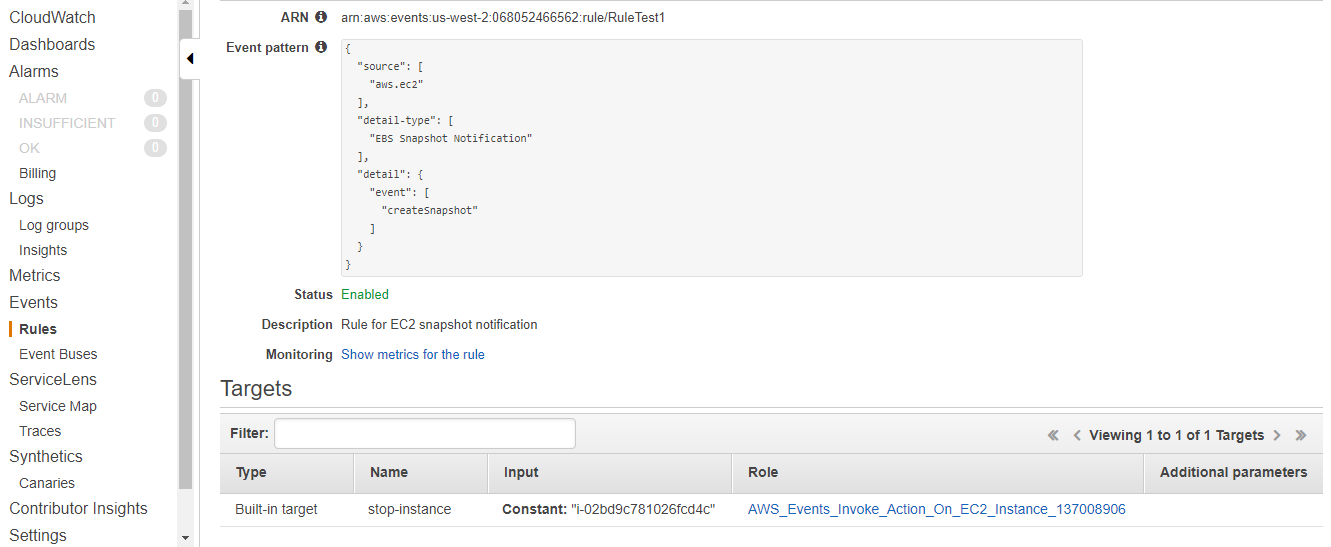 CloudWatch
Dashboards
Alarms
ALARM 0
INSUFFICIENT 0
OK 0
Billing
Logs
Log groups
Insights
Metrics
Events
Rules
Event Buses
ServiceLens
Service Map
Traces
Synthetics
Canaries
Contributor Insights
Settings
ARN arn:aws:events:us-west-2:068052466562:rule/RuleTest1
Event pattern
{
  "source": [
    "aws.ec2"
  ],
  "detail-type": [
    "EBS Snapshot Notification"
  ],
  "detail": {
    "event": [
      "createSnapshot"
    ]
  }
}
Status Enabled
Description Rule for EC2 snapshot notification
Monitoring Show metrics for the rule
Targets
Filter: « < Viewing 1 to 1 of 1 Targets > »
Type Name Input Role Additional parameters
Built-in target stop-instance Constant: "i-02bd9c781026fcd4c" AWS_Events_Invoke_Action_On_EC2_Instance_137008906